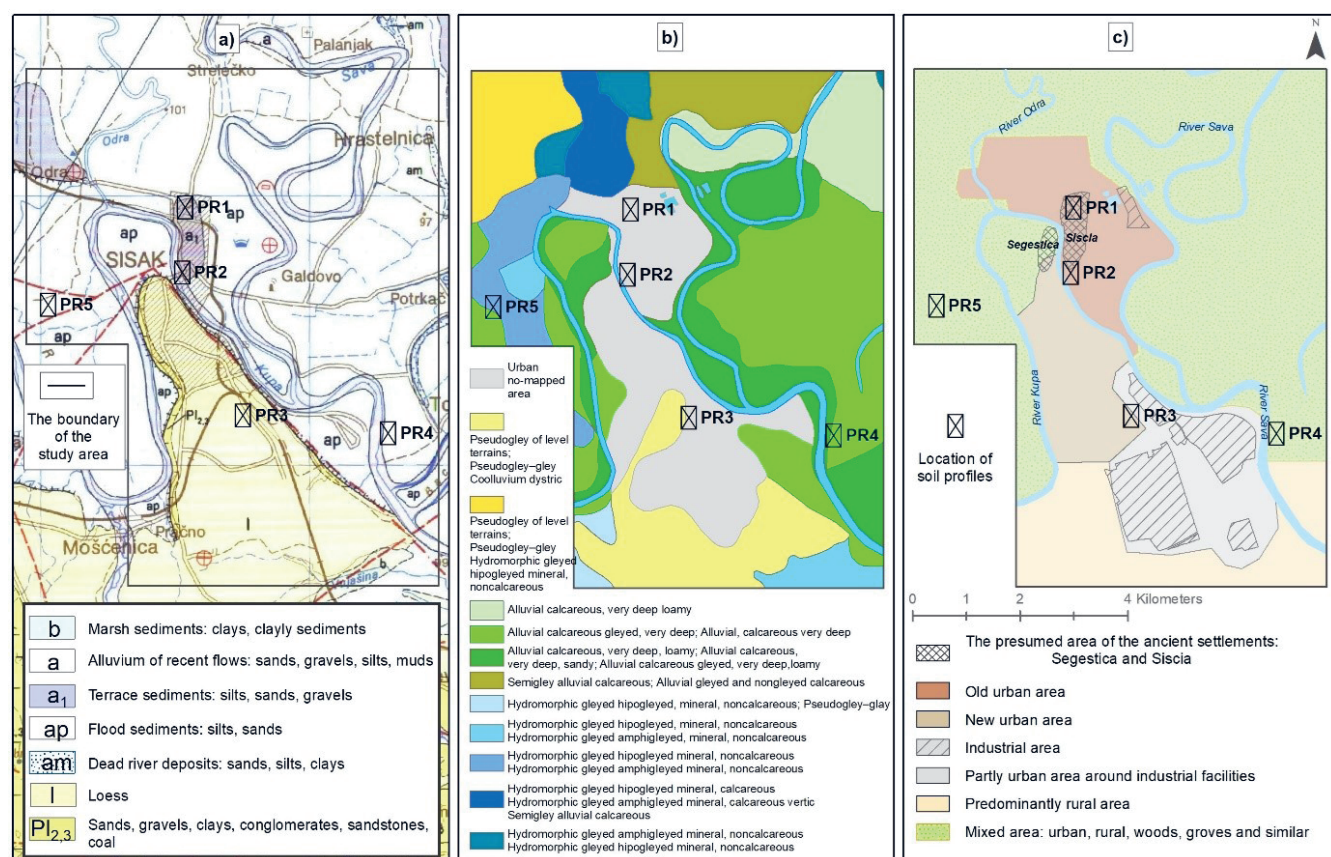 a)
am
Palanjak
a
Sava
Strelečko
101
Odra
Hrastelnica
am
Odra
PR1
ap
97
a1
ap
SISAK
PR2
Galdovo
Potrkač
PR5
ap
R
Kupa
The boundary
of the
study area
ap
Pl2,3
PR3
To
PR4
ap
ap
l
Pračno
Mošćenica
b
99
b Marsh sediments: clays, clayly sediments
a Alluvium of recent flows: sands, gravels, silts, muds
a1 Terrace sediments: silts, sands, gravels
ap Flood sediments: silts, sands
am Dead river deposits: sands, silts, clays
l Loess
Pl2,3 Sands, gravels, clays, conglomerates, sandstones,
coal
b)
PR1
PR2
PR5
PR3
PR4
Urban
no-mapped
area
Pseudogley of level
terrains;
Pseudogley–gley
Coolluvium dystric
Pseudogley of level
terrains;
Pseudogley–gley
Hydromorphic gleyed
hipogleyed mineral,
noncalcareous
Alluvial calcareous, very deep loamy
Alluvial calcareous gleyed, very deep; Alluvial, calcareous very deep
Alluvial calcareous, very deep, loamy; Alluvial calcareous,
very deep, sandy; Alluvial calcareous gleyed, very deep,loamy
Semigley alluvial calcareous; Alluvial gleyed and nongleyed calcareous
Hydromorphic gleyed hipogleyed, mineral, noncalcareous; Pseudogley–glay
Hydromorphic gleyed hipogleyed, mineral, noncalcareous
Hydromorphic gleyed amphigleyed, mineral, noncalcareous
Hydromorphic gleyed hipogleyed mineral, noncalcareous
Hydromorphic gleyed amphigleyed mineral, noncalcareous
Hydromorphic gleyed hipogleyed mineral, calcareous
Hydromorphic gleyed amphigleyed mineral, calcareous vertic
Semigley alluvial calcareous
Hydromorphic gleyed amphigleyed mineral, noncalcareous
Hydromorphic gleyed hipogleyed mineral, noncalcareous
c)
N
River Odra
River Sava
PR1
Segestica
Siscia
PR2
PR5
River Kupa
PR3
River Sava
PR4
Location of
soil profiles
0 1 2 4 Kilometers
The presumed area of the ancient settlements:
Segestica and Siscia
Old urban area
New urban area
Industrial area
Partly urban area around industrial facilities
Predominantly rural area
Mixed area: urban, rural, woods, groves and similar